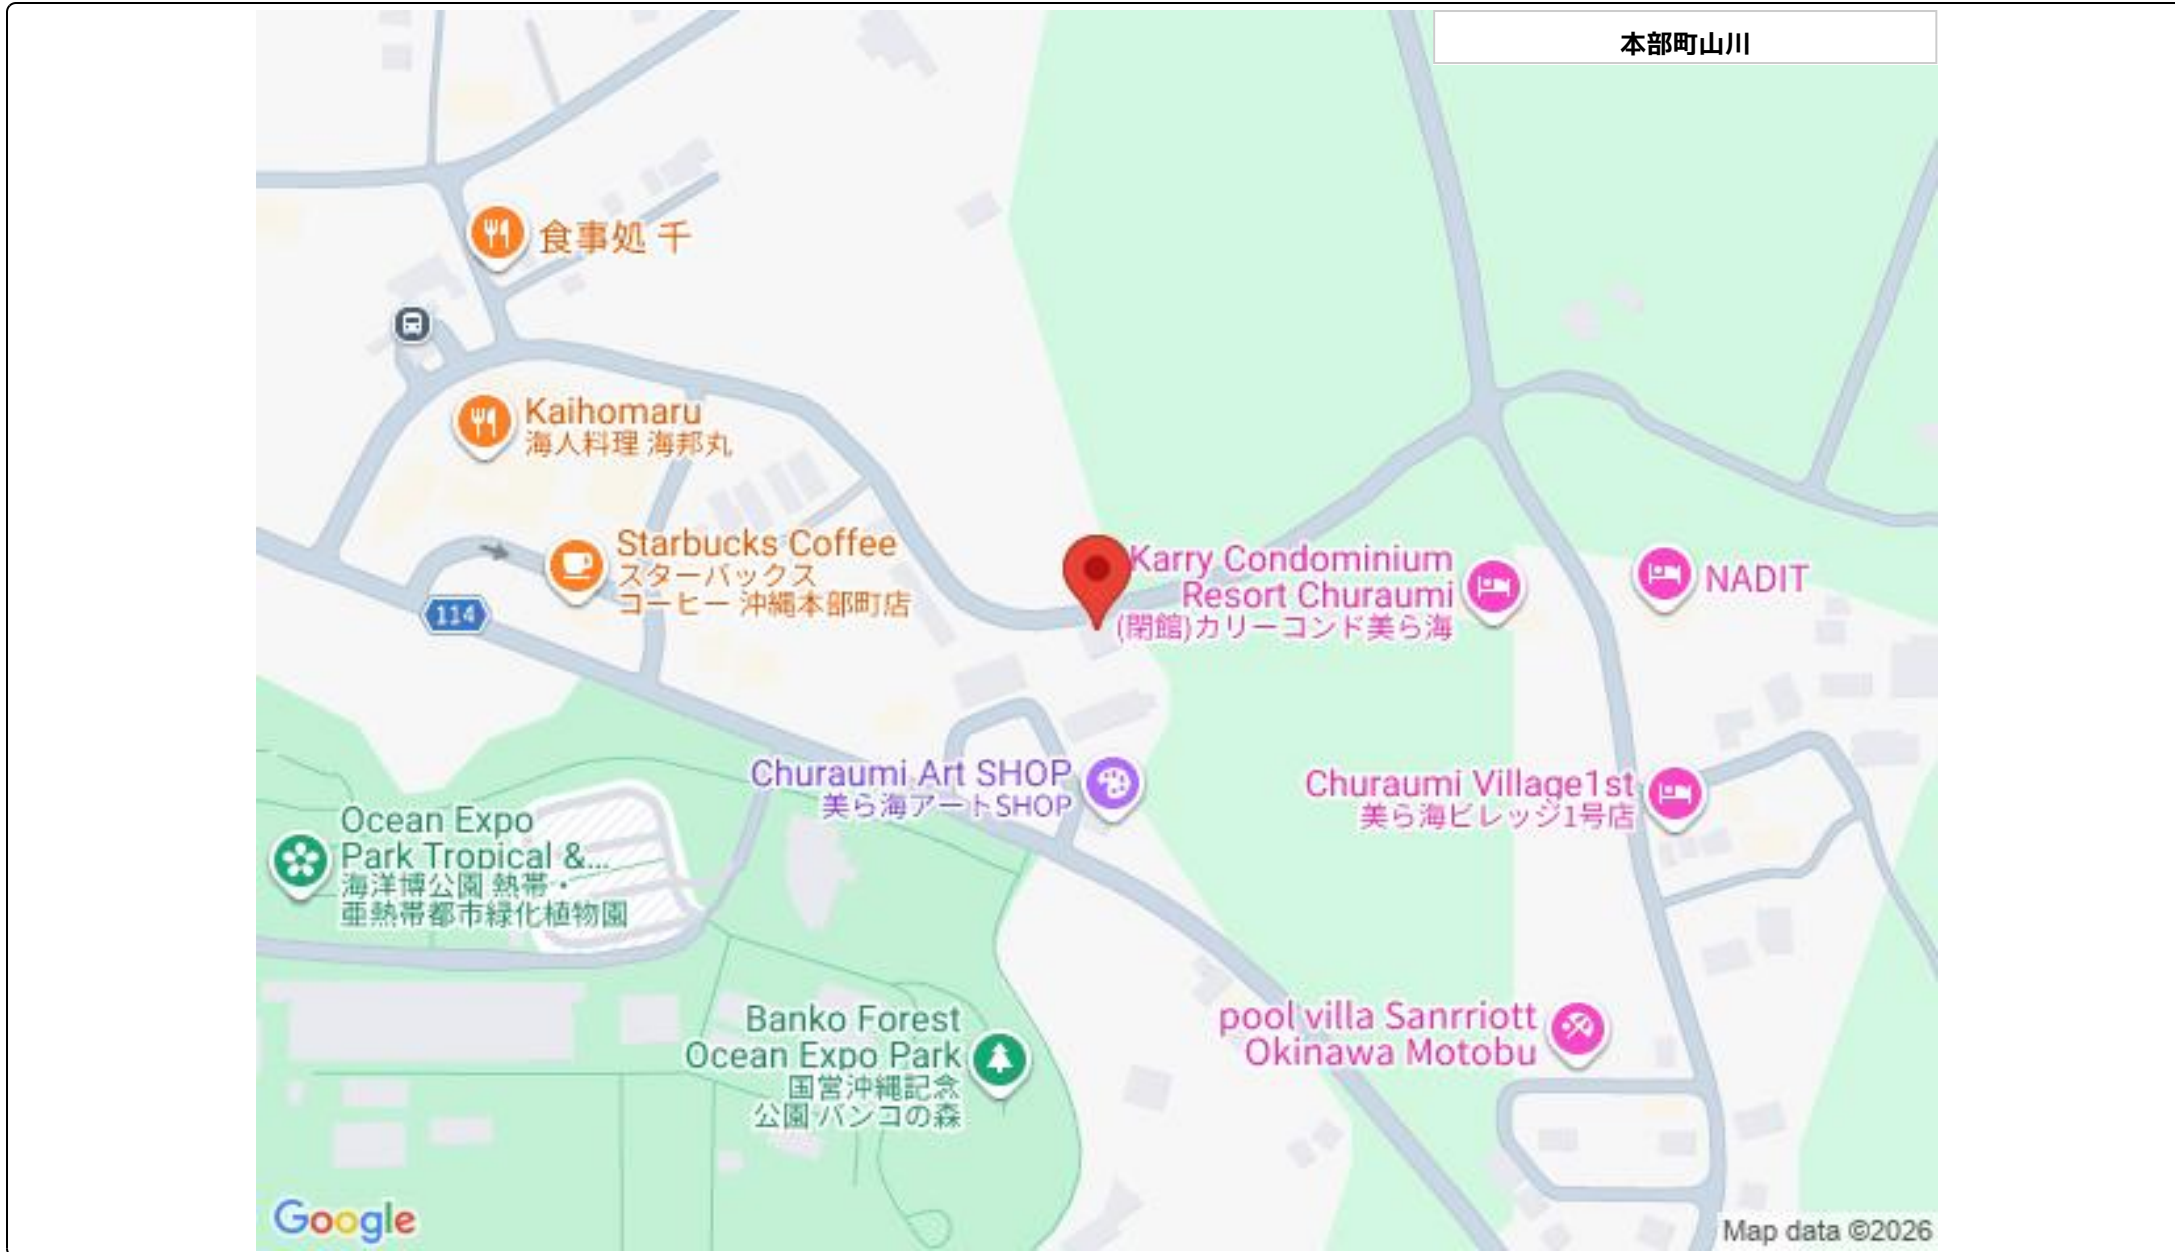 本部町山川
食事処 千
Kaihomaru
海人料理 海邦丸
Starbucks Coffee
スターバックス
コーヒー 沖縄本部町店
114
Karry Condominium
Resort Churaumi
(閉館)カリーコンド美ら海
NADIT
Churaumi Art SHOP
美ら海アートSHOP
Churaumi Village1st
美ら海ビレッジ1号店
Ocean Expo
Park Tropical &...
海洋博公園 熱帯・
亜熱帯都市緑化植物園
Banko Forest
Ocean Expo Park
国営沖縄記念
公園 バンコの森
pool villa Sanrriott
Okinawa Motobu
Google
Map data ©2026